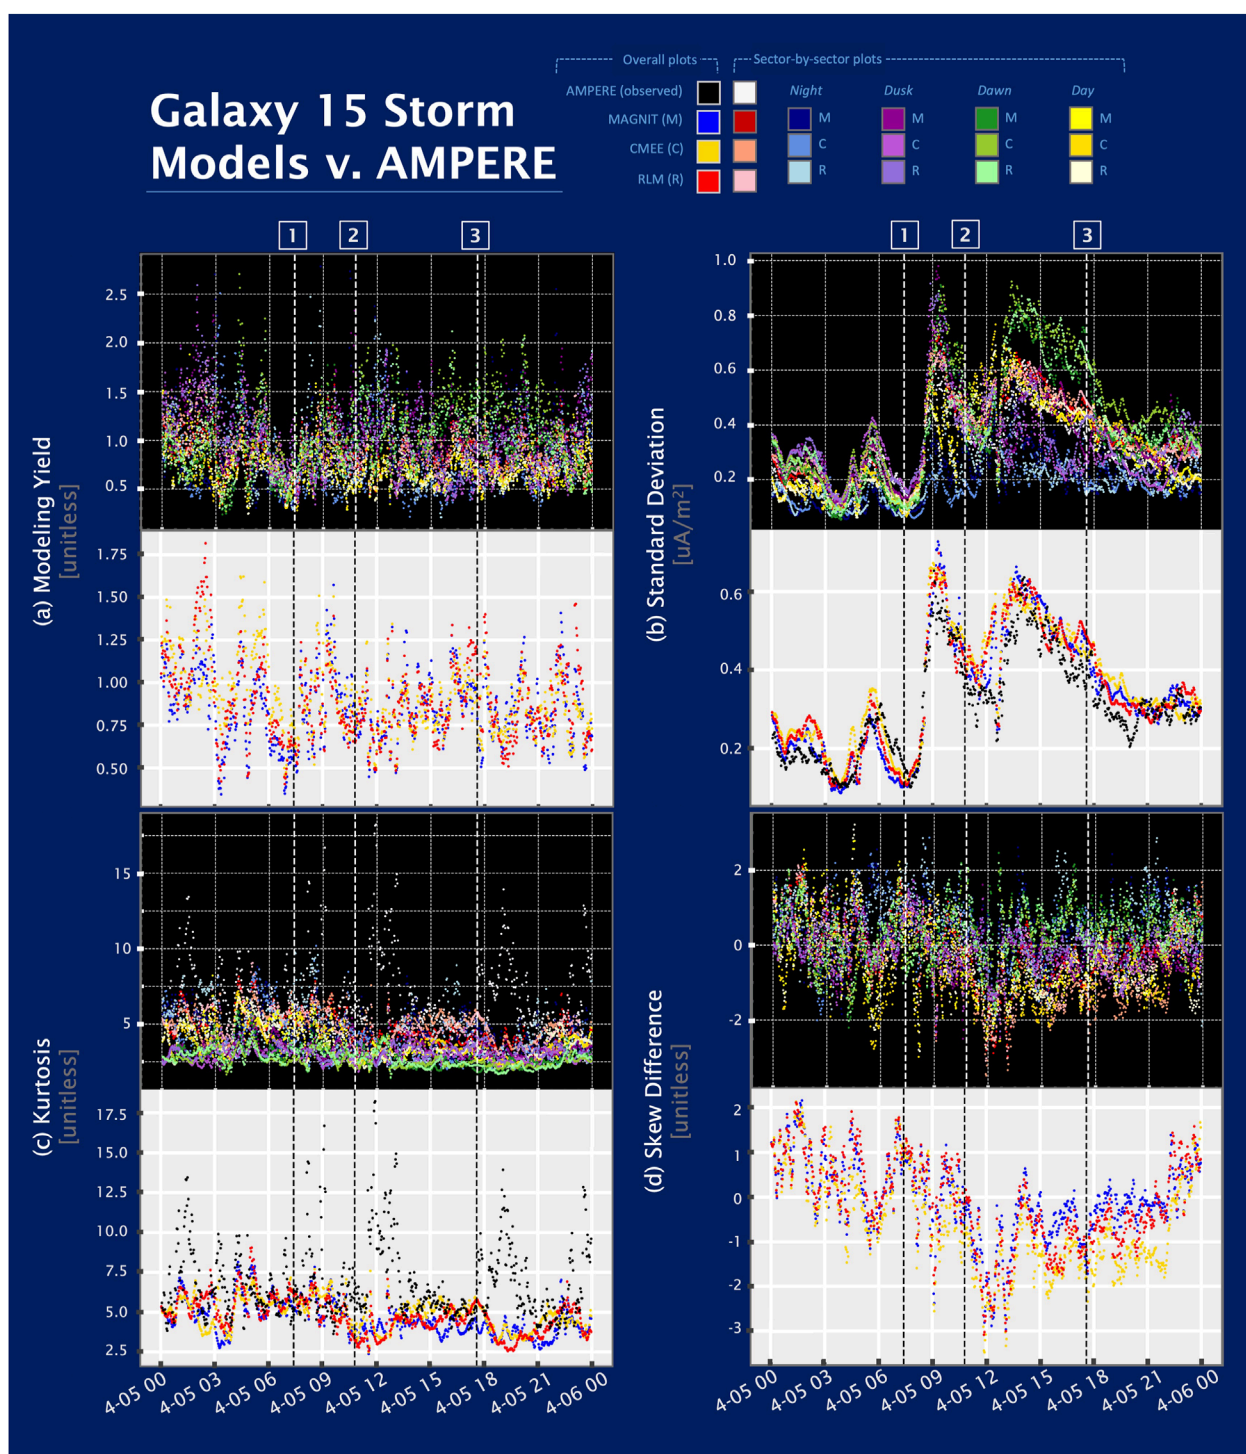 Galaxy 15 Storm
Models v. AMPERE
Overall plots
Sector-by-sector plots
AMPERE (observed)
Night
Dusk
Dawn
Day
MAGNIT (M)
M
M
M
M
CMEE (C)
C
C
C
C
RLM (R)
R
R
R
R
1
2
3
1
2
3
(a) Modeling Yield
[unitless]
2.5
2.0
1.5
1.0
0.5
1.75
1.50
1.25
1.00
0.75
0.50
(b) Standard Deviation
[uA/m²]
1.0
0.8
0.6
0.4
0.2
0.6
0.4
0.2
(c) Kurtosis
[unitless]
15
10
5
17.5
15.0
12.5
10.0
7.5
5.0
2.5
4-05 00
4-05 03
4-05 06
4-05 09
4-05 12
4-05 15
4-05 18
4-05 21
4-06 00
(d) Skew Difference
[unitless]
2
0
-2
2
1
0
-1
-2
-3
4-05 00
4-05 03
4-05 06
4-05 09
4-05 12
4-05 15
4-05 18
4-05 21
4-06 00